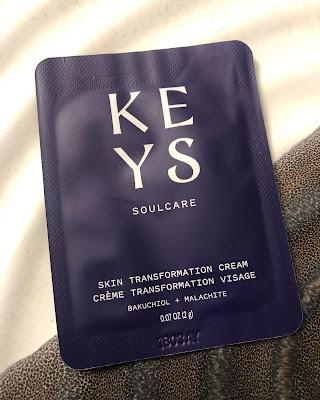 KE
YS
SOULCARE
SKIN TRANSFORMATION CREAM
CRÈME TRANSFORMATION VISAGE
BAKUCHIOL + MALACHITE
0.07 OZ (2 g)